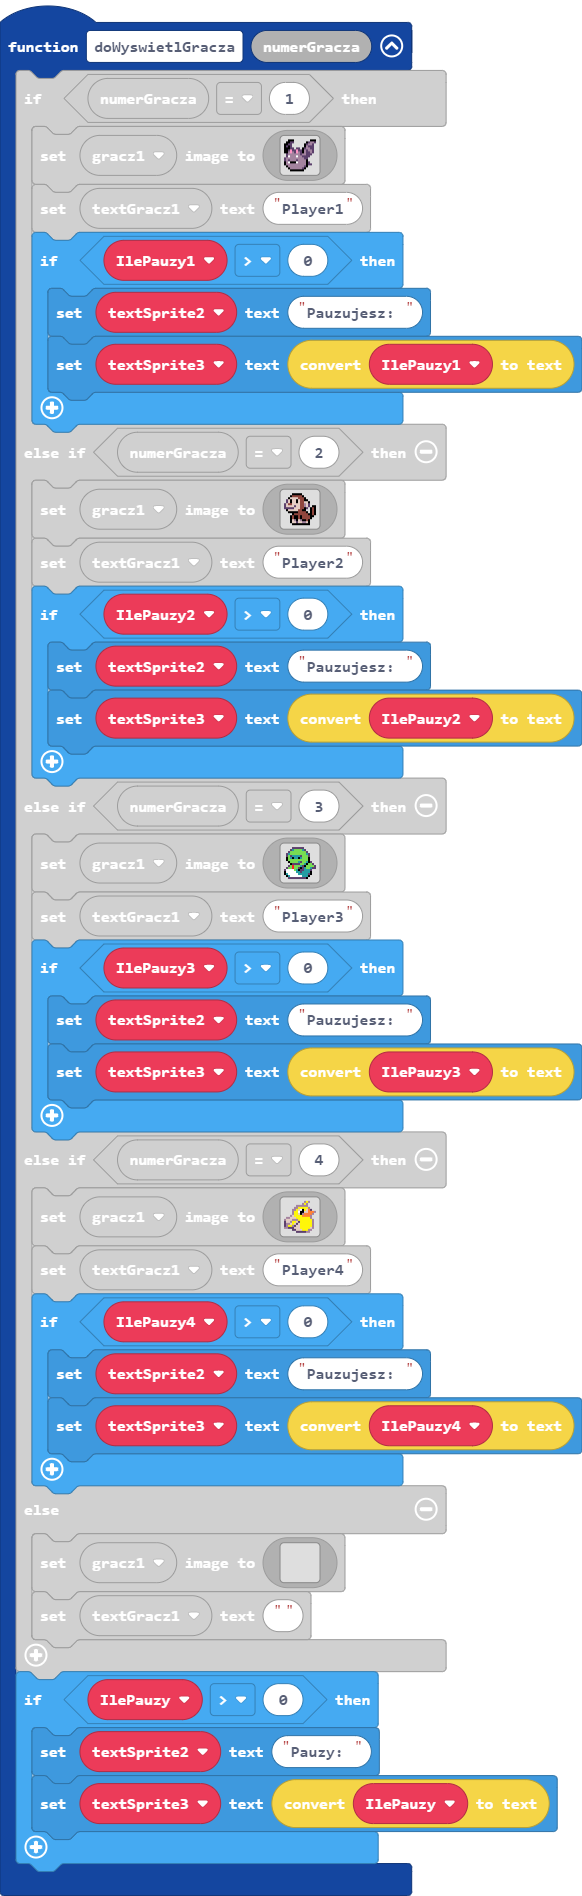 function doWyswietlGracza numerGracza
if numerGracza = 1 then
set gracz1 image to
set textGracz1 text "Player1"
if IlePauzy1 > 0 then
set textSprite2 text "Pauzujesz: "
set textSprite3 text convert IlePauzy1 to text
else if numerGracza = 2 then
set gracz1 image to
set textGracz1 text "Player2"
if IlePauzy2 > 0 then
set textSprite2 text "Pauzujesz: "
set textSprite3 text convert IlePauzy2 to text
else if numerGracza = 3 then
set gracz1 image to
set textGracz1 text "Player3"
if IlePauzy3 > 0 then
set textSprite2 text "Pauzujesz: "
set textSprite3 text convert IlePauzy3 to text
else if numerGracza = 4 then
set gracz1 image to
set textGracz1 text "Player4"
if IlePauzy4 > 0 then
set textSprite2 text "Pauzujesz: "
set textSprite3 text convert IlePauzy4 to text
else
set gracz1 image to
set textGracz1 text ""
if IlePauzy > 0 then
set textSprite2 text "Pauzy: "
set textSprite3 text convert IlePauzy to text